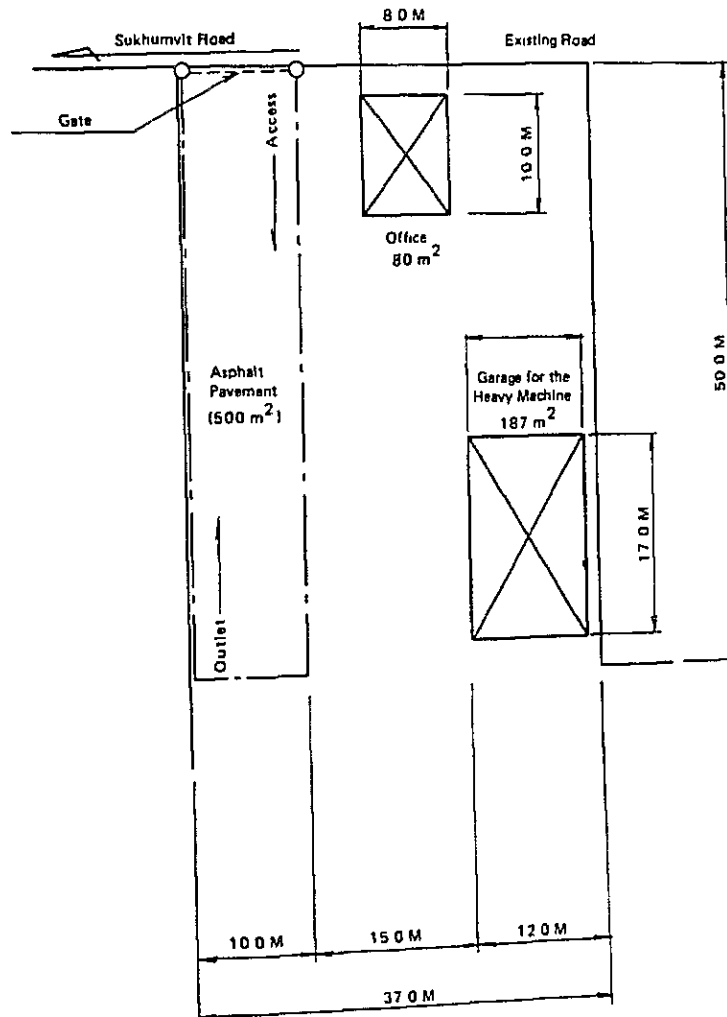 8 0 M
Sukhumvit Road
Existing Road
Gate
Access
10 0 M
Office
80 m²
50 0 M
Asphalt
Pavement
(500 m²)
Garage for the
Heavy Machine
187 m²
17 0 M
Outlet
10 0 M
15 0 M
12 0 M
37 0 M